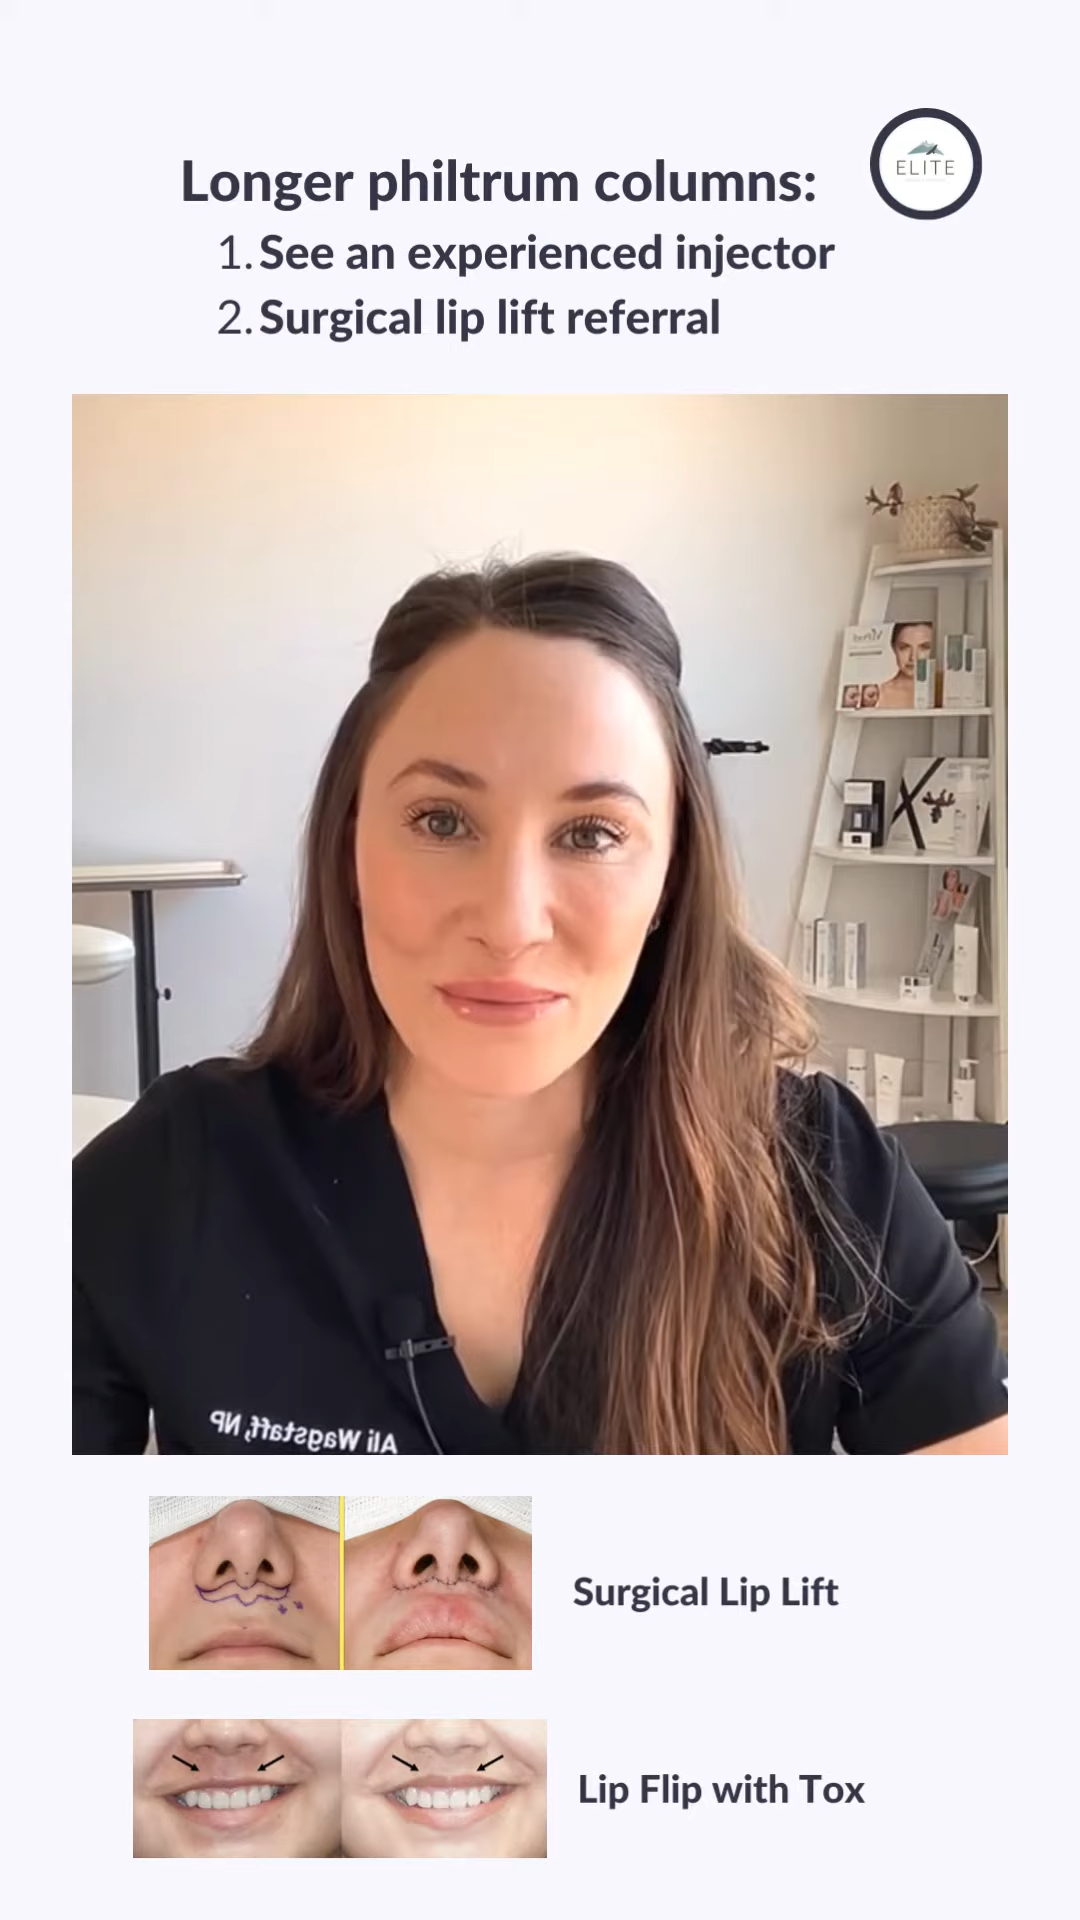 Longer philtrum columns:
ELITE
1. See an experienced injector
2. Surgical lip lift referral
Ali Wagstaff, NP
Surgical Lip Lift
Lip Flip with Tox